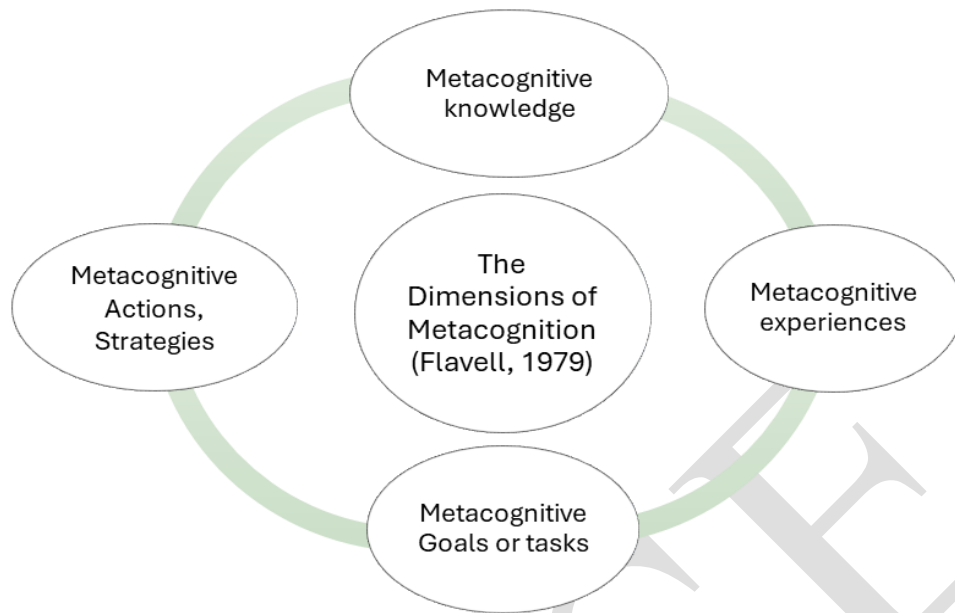 Metacognitive
knowledge
The
Dimensions of
Metacognition
(Flavell, 1979)
Metacognitive
Actions,
Strategies
Metacognitive
experiences
Metacognitive
Goals or tasks